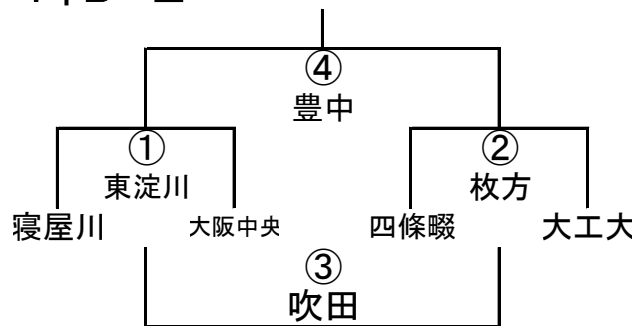 ④
豊中
① ②
東淀川 枚方
寝屋川 大阪中央 四條畷 大工大
③
吹田